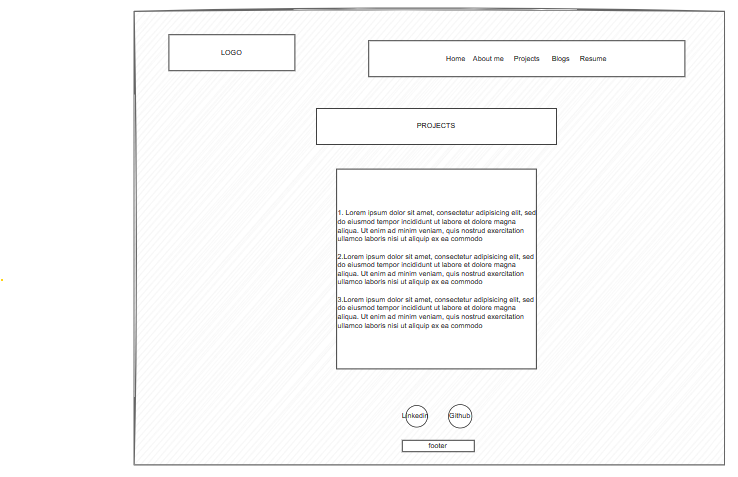 LOGO
Home About me Projects Blogs Resume
PROJECTS
1. Lorem ipsum dolor sit amet, consectetur adipisicing elit, sed
do eiusmod tempor incididunt ut labore et dolore magna
aliqua. Ut enim ad minim veniam, quis nostrud exercitation
ullamco laboris nisi ut aliquip ex ea commodo
2.Lorem ipsum dolor sit amet, consectetur adipisicing elit, sed
do eiusmod tempor incididunt ut labore et dolore magna
aliqua. Ut enim ad minim veniam, quis nostrud exercitation
ullamco laboris nisi ut aliquip ex ea commodo
3.Lorem ipsum dolor sit amet, consectetur adipisicing elit, sed
do eiusmod tempor incididunt ut labore et dolore magna
aliqua. Ut enim ad minim veniam, quis nostrud exercitation
ullamco laboris nisi ut aliquip ex ea commodo
Linkedin Github
footer